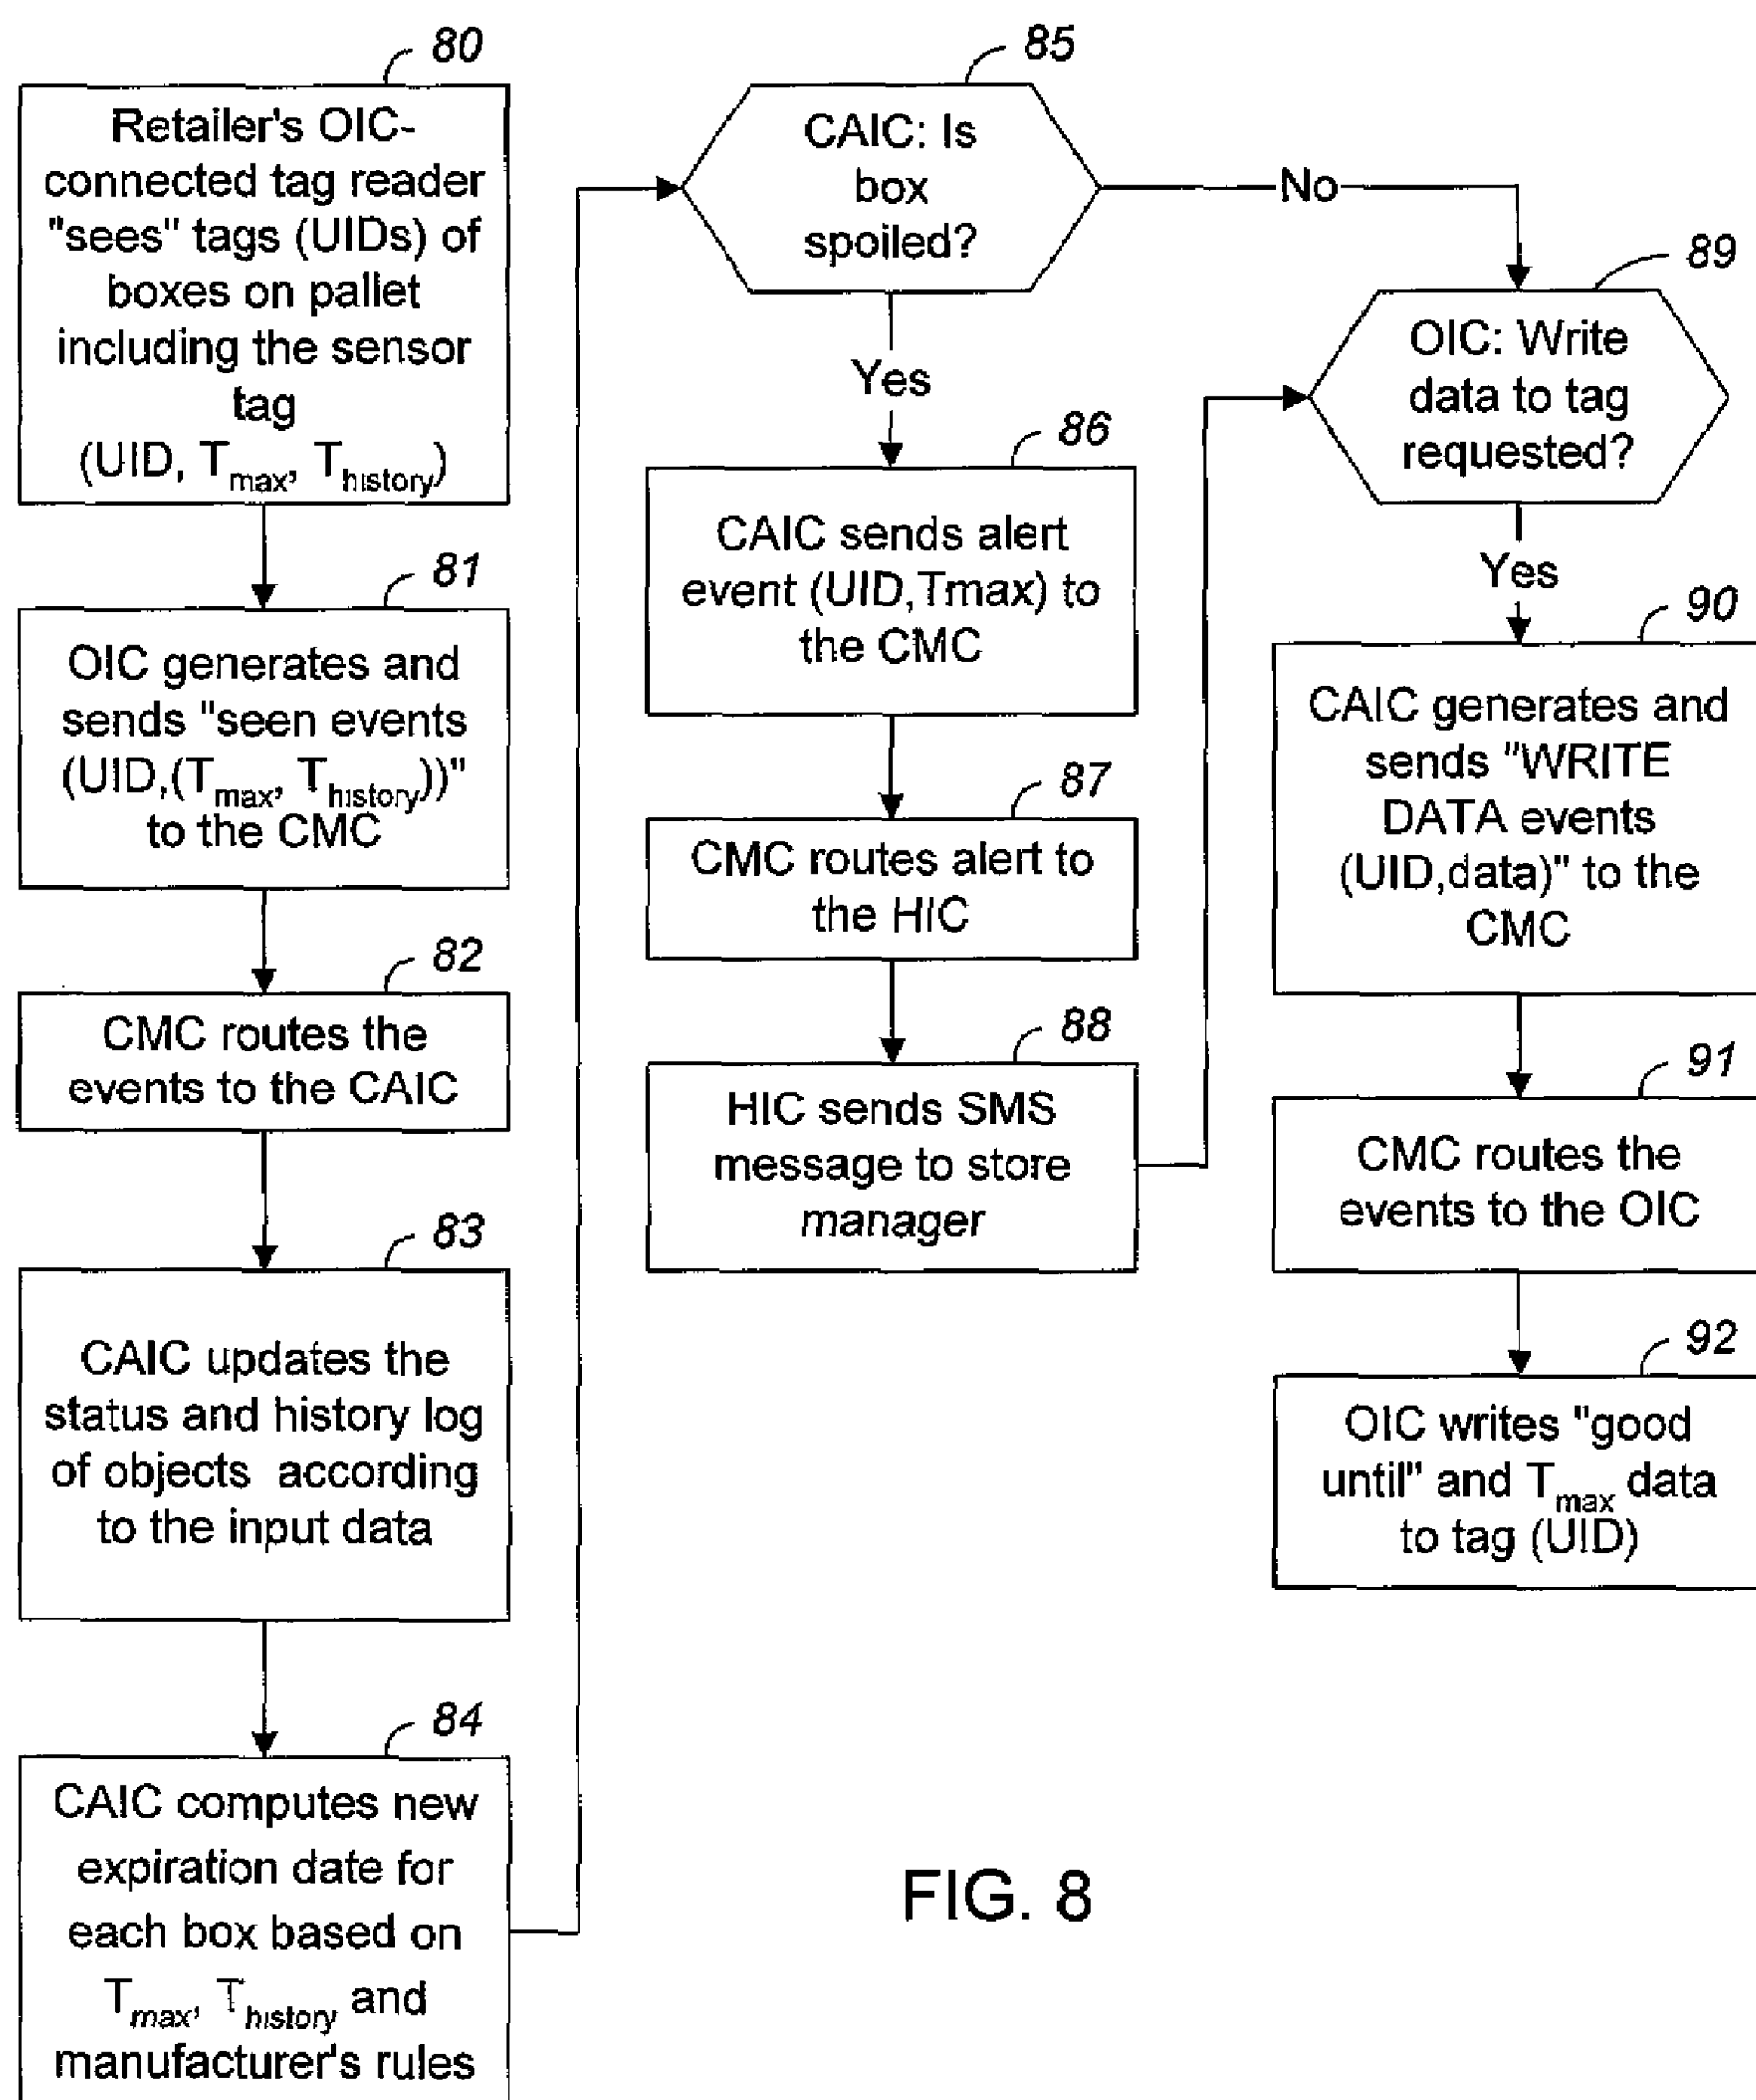 80
Retailer's OIC-
connected tag reader
"sees" tags (UIDs) of
boxes on pallet
including the sensor
tag
(UID, Tmax, Thistory)
81
OIC generates and
sends "seen events
(UID,(Tmax, Thistory))"
to the CMC
82
CMC routes the
events to the CAIC
83
CAIC updates the
status and history log
of objects according
to the input data
84
CAIC computes new
expiration date for
each box based on
Tmax, Thistory and
manufacturer's rules
85
CAIC: Is
box
spoiled?
No
Yes
86
CAIC sends alert
event (UID,Tmax) to
the CMC
87
CMC routes alert to
the HIC
88
HIC sends SMS
message to store
manager
89
OIC: Write
data to tag
requested?
Yes
90
CAIC generates and
sends "WRITE
DATA events
(UID,data)" to the
CMC
91
CMC routes the
events to the OIC
92
OIC writes "good
until" and Tmax data
to tag (UID)
FIG. 8